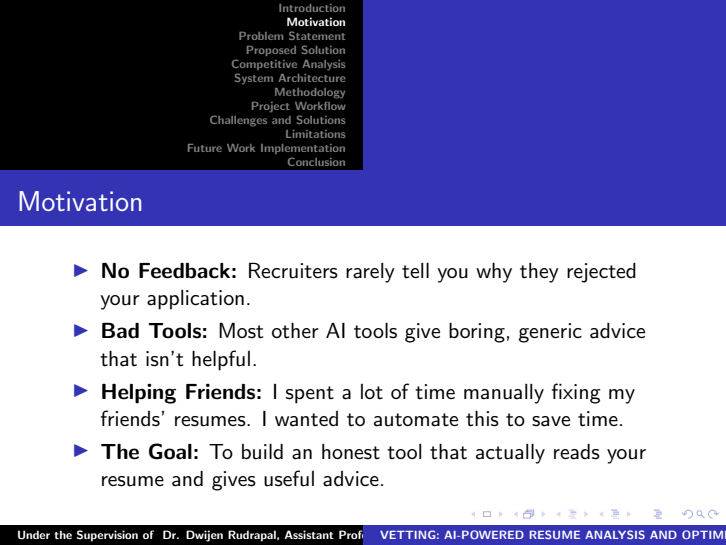 Introduction
Motivation
Problem Statement
Proposed Solution
Competitive Analysis
System Architecture
Methodology
Project Workflow
Challenges and Solutions
Limitations
Future Work Implementation
Conclusion
Motivation
No Feedback: Recruiters rarely tell you why they rejected
your application.
Bad Tools: Most other AI tools give boring, generic advice
that isn't helpful.
Helping Friends: I spent a lot of time manually fixing my
friends' resumes. I wanted to automate this to save time.
The Goal: To build an honest tool that actually reads your
resume and gives useful advice.
Under the Supervision of Dr. Dwijen Rudrapal, Assistant Prof
VETTING: AI-POWERED RESUME ANALYSIS AND OPTIM